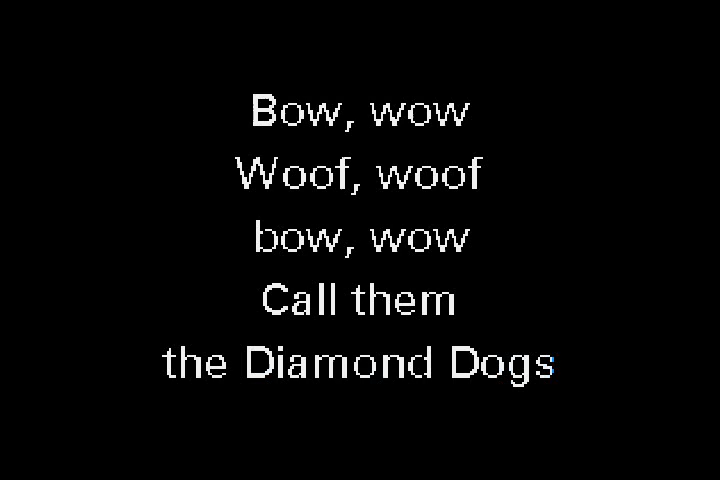 Bow, wow
Woof, woof
bow, wow
Call them
the Diamond Dogs